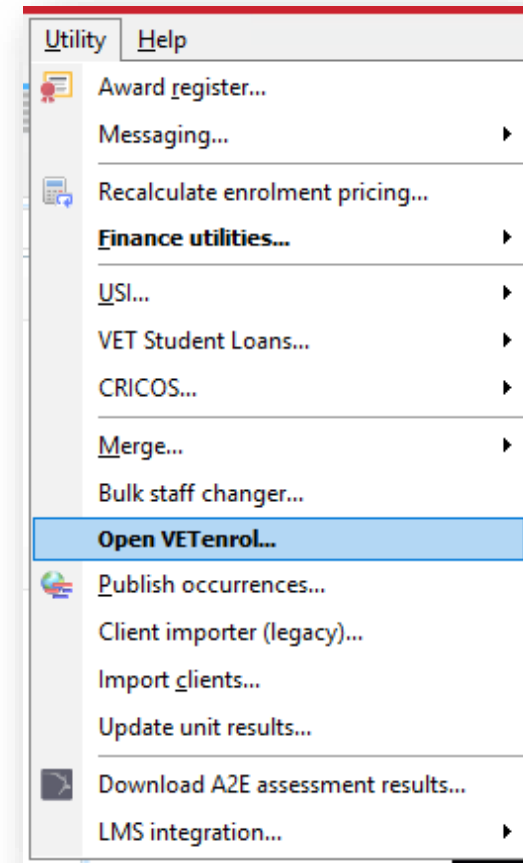 Utility Help
Award register...
Messaging...
Recalculate enrolment pricing...
Finance utilities...
USI...
VET Student Loans...
CRICOS...
Merge...
Bulk staff changer...
Open VETenrol...
Publish occurrences...
Client importer (legacy)...
Import clients...
Update unit results...
Download A2E assessment results...
LMS integration...